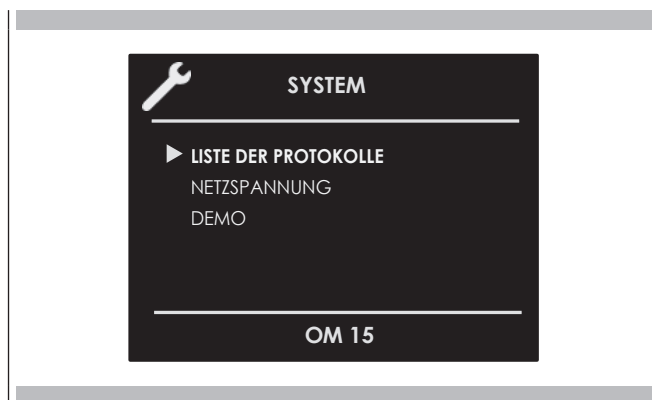 SYSTEM
LISTE DER PROTOKOLLE
NETZSPANNUNG
DEMO
OM 15